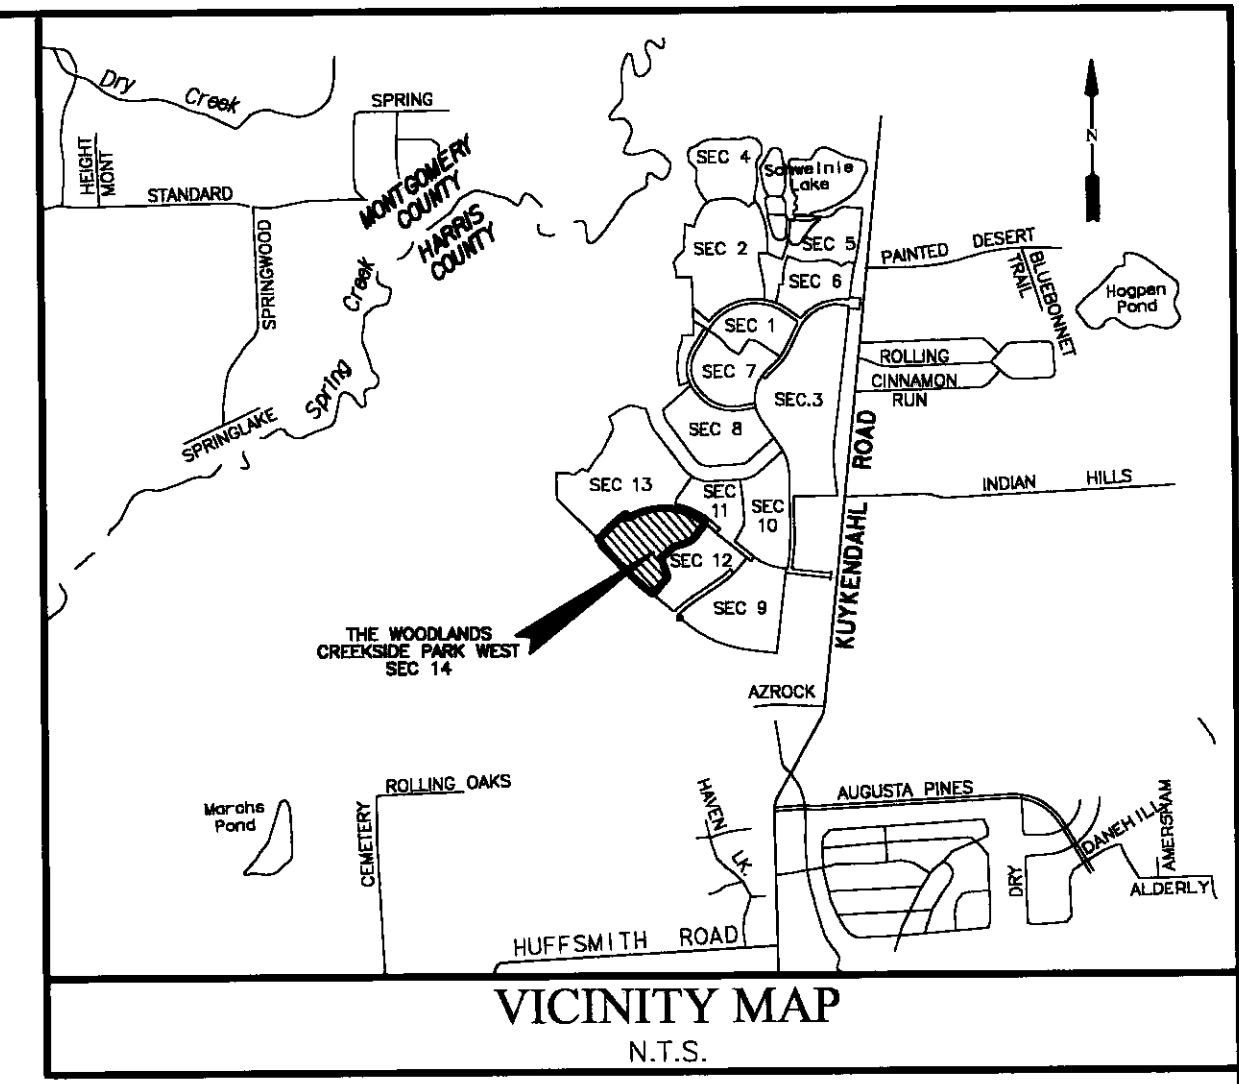 Dry Creek
SPRING
HEIGHT
MONT
STANDARD
MONTGOMERY
COUNTY
HARRIS
COUNTY
SPRINGWOOD
Spring Creek
SPRINGLAKE
SEC 4
Schweinie
Lake
N
SEC 2
SEC 5
SEC 6
PAINTED DESERT
BLUEBONNET
TRAIL
Hogpen
Pond
SEC 1
SEC 7
SEC.3
ROLLING
CINNAMON
RUN
SEC 8
SEC 13
SEC
11
SEC
10
INDIAN HILLS
KUYKENDAHL ROAD
SEC 12
SEC 9
THE WOODLANDS
CREEKSIDE PARK WEST
SEC 14
AZROCK
ROLLING OAKS
Marchs
Pond
CEMETERY
HAVEN
LK.
AUGUSTA PINES
DANEHILL
AMERSHAM
DRY
ALDERLY
HUFFSMITH ROAD
VICINITY MAP
N.T.S.